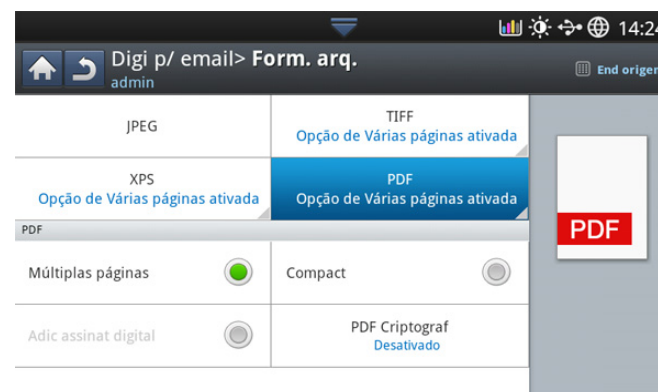 14:24
Digi p/ email> Form. arq.
admin
End origem
JPEG
TIFF
Opção de Várias páginas ativada
XPS
Opção de Várias páginas ativada
PDF
Opção de Várias páginas ativada
PDF
PDF
Múltiplas páginas
Compact
Adic assinat digital
PDF Criptograf
Desativado